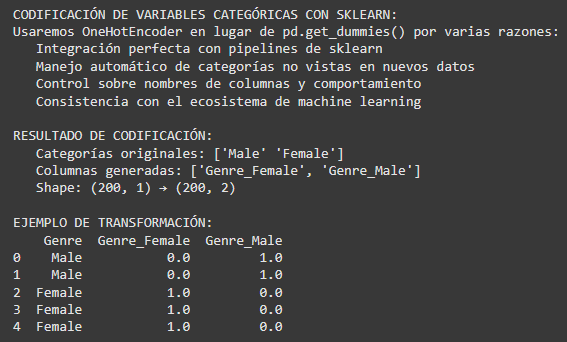 CODIFICACIÓN DE VARIABLES CATEGÓRICAS CON SKLEARN:
Usaremos OneHotEncoder en lugar de pd.get_dummies() por varias razones:
Integración perfecta con pipelines de sklearn
Manejo automático de categorías no vistas en nuevos datos
Control sobre nombres de columnas y comportamiento
Consistencia con el ecosistema de machine learning
RESULTADO DE CODIFICACIÓN:
Categorías originales: ['Male' 'Female']
Columnas generadas: ['Genre_Female', 'Genre_Male']
Shape: (200, 1) → (200, 2)
EJEMPLO DE TRANSFORMACIÓN:
Genre Genre_Female Genre_Male
0 Male 0.0 1.0
1 Male 0.0 1.0
2 Female 1.0 0.0
3 Female 1.0 0.0
4 Female 1.0 0.0